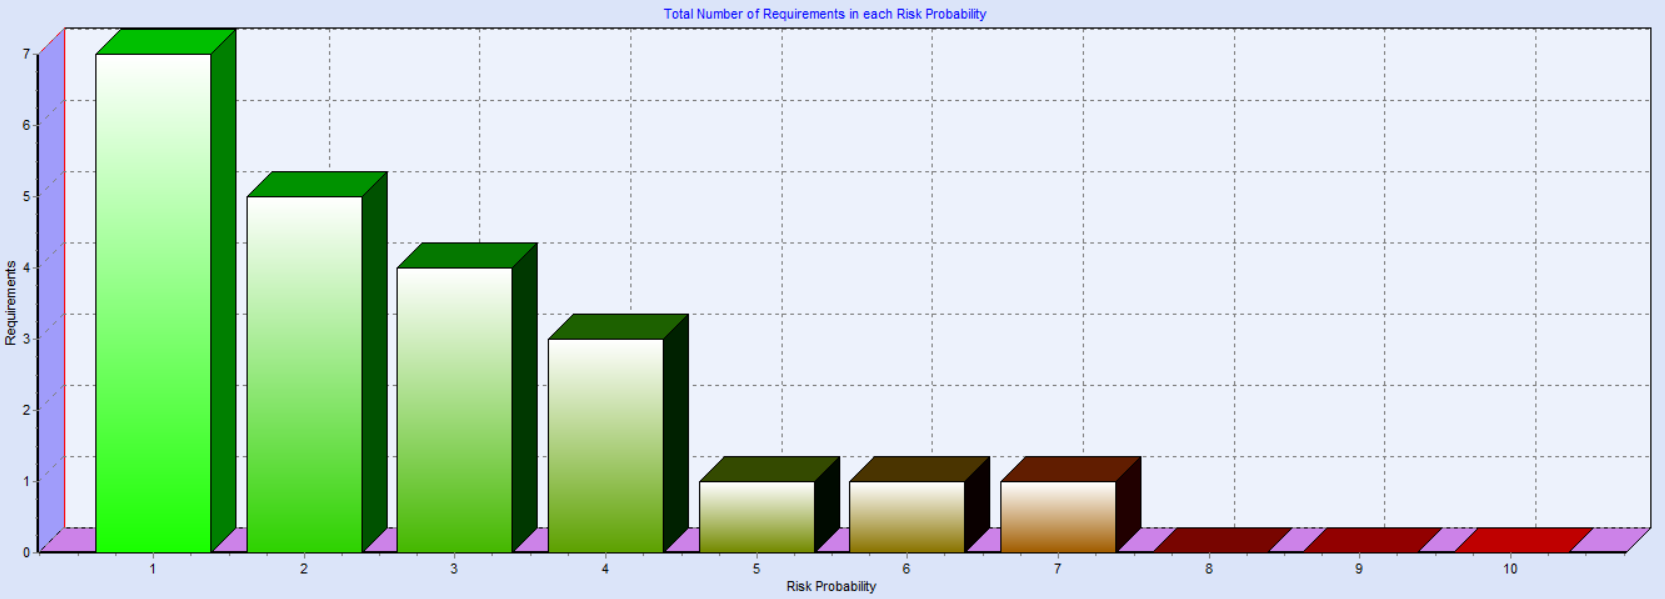 Total Number of Requirements in each Risk Probability
7
6
5
4
3
2
1
0
Requirements
1 2 3 4 5 6 7 8 9 10
Risk Probability